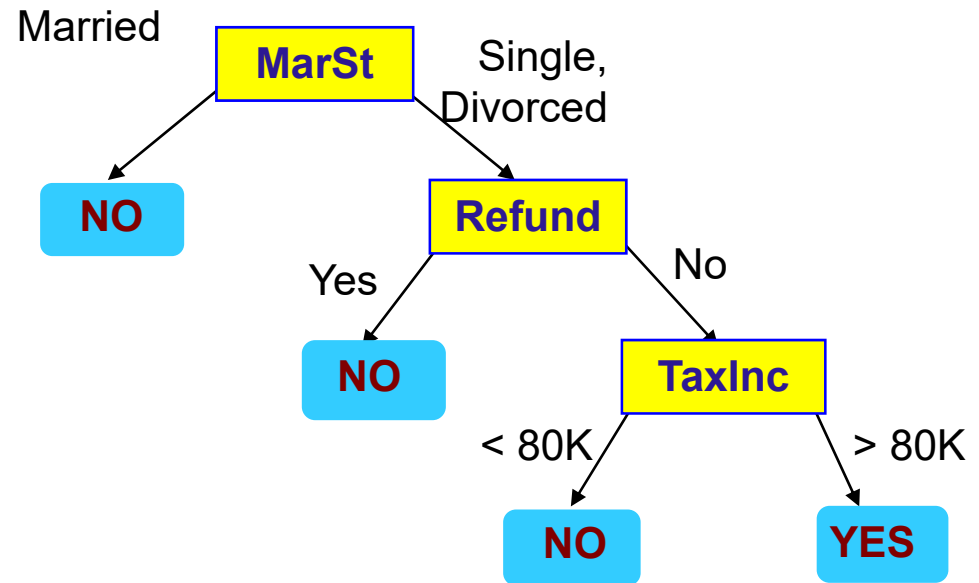 Married
MarSt
Single,
Divorced
NO
Refund
Yes
No
NO
TaxInc
< 80K
> 80K
NO
YES